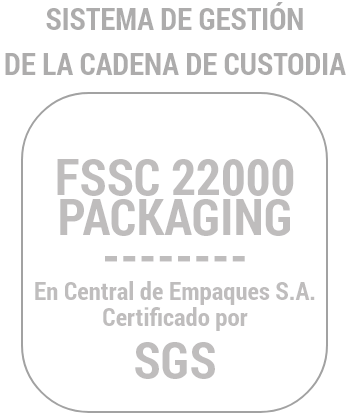 SISTEMA DE GESTIÓN
DE LA CADENA DE CUSTODIA
FSSC 22000
PACKAGING
---------
En Central de Empaques S.A.
Certificado por
SGS